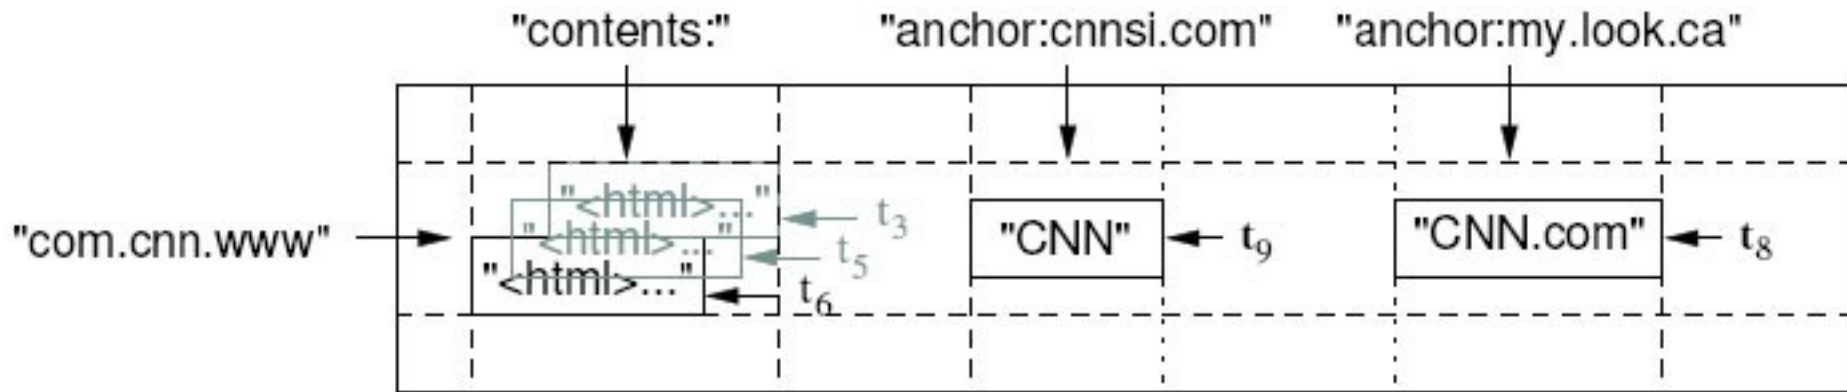 "contents:" "anchor:cnnsi.com" "anchor:my.look.ca"
"<html>..." t3
"com.cnn.www" "<html>..." t5 "CNN" t9 "CNN.com" t8
"<html>..." t6